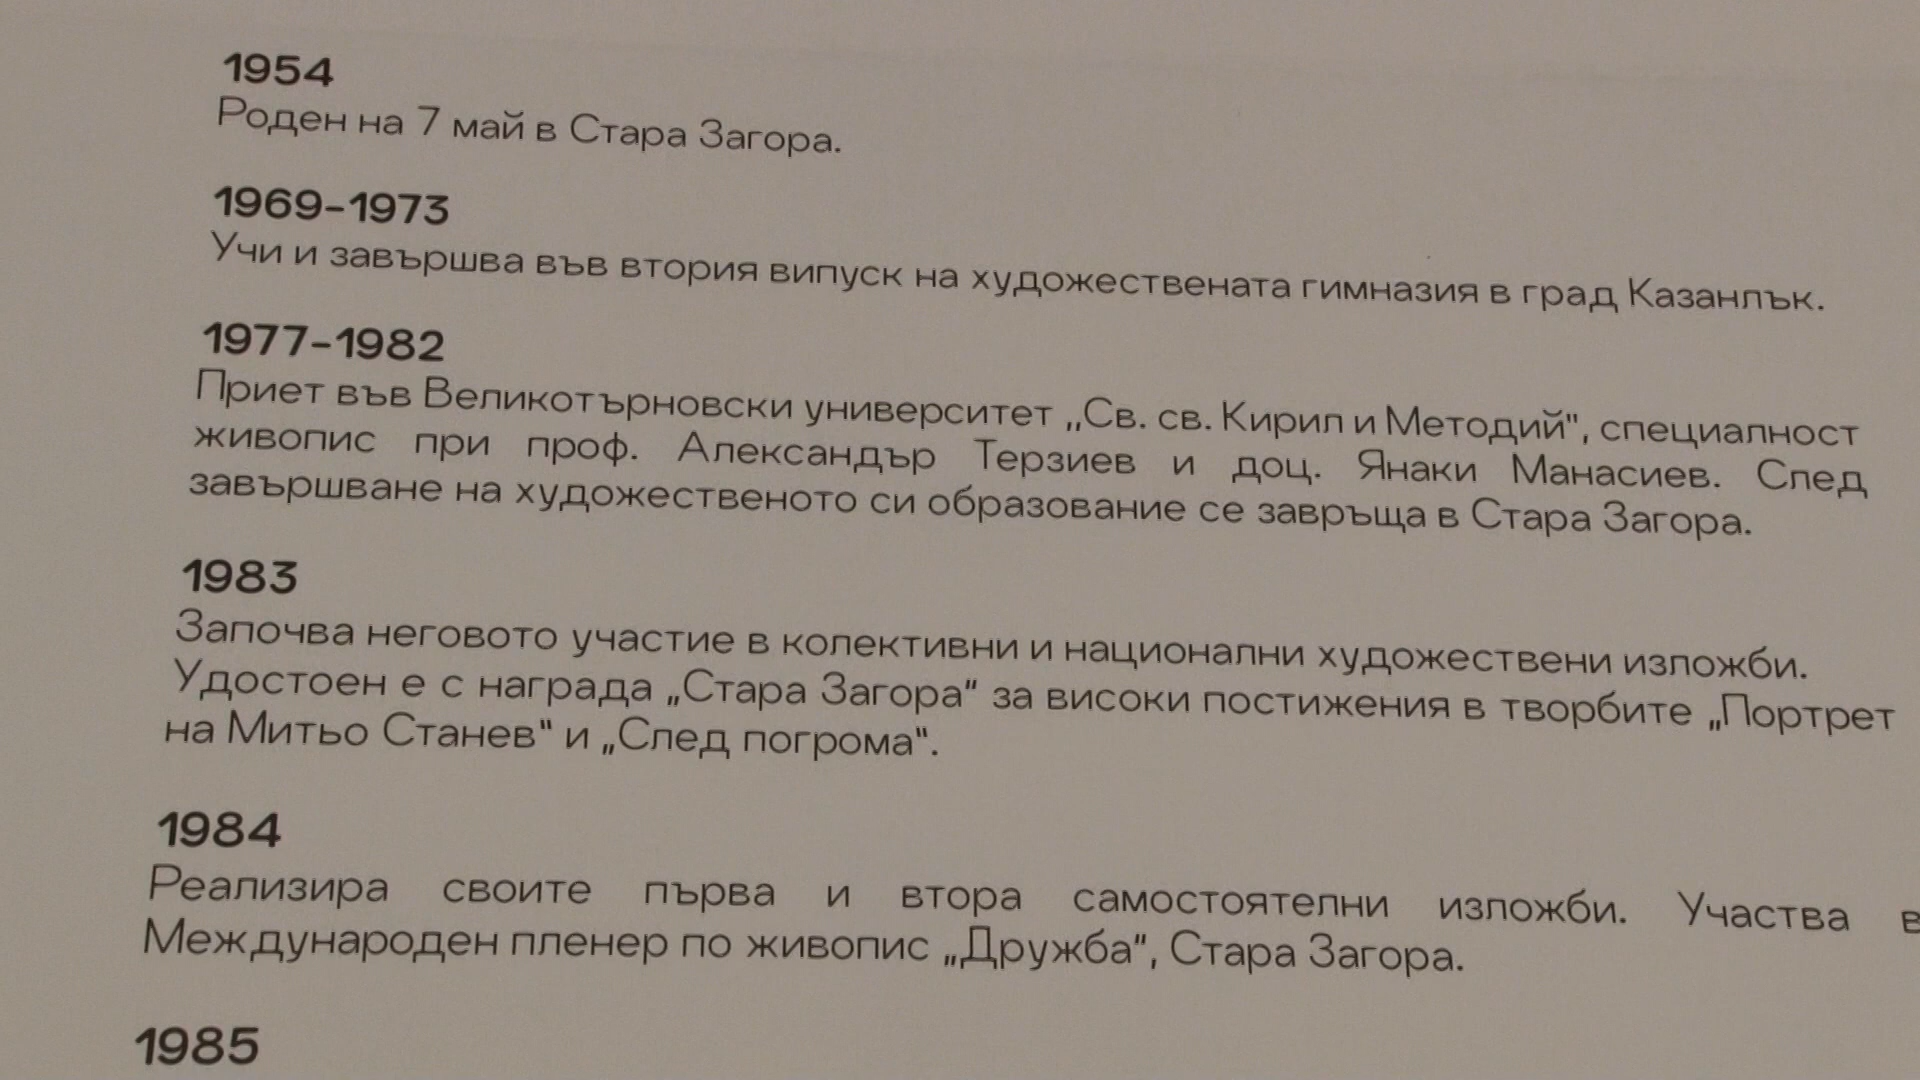 1954
Роден на 7 май в Стара Загора.
1969–1973
Учи и завършва във втория випуск на художествената гимназия в град Казанлък.
1977–1982
Приет във Великотърновски университет ,,Св. св. Кирил и Методий", специалност
живопис при проф. Александър Терзиев и доц. Янаки Манасиев. След
завършване на художественото си образование се завръща в Стара Загора.
1983
Започва неговото участие в колективни и национални художествени изложби.
Удостоен е с награда „Стара Загора“ за високи постижения в творбите „Портрет
на Митьо Станев“ и „След погрома“.
1984
Реализира своите първа и втора самостоятелни изложби. Участва в
Международен пленер по живопис „Дружба“, Стара Загора.
1985